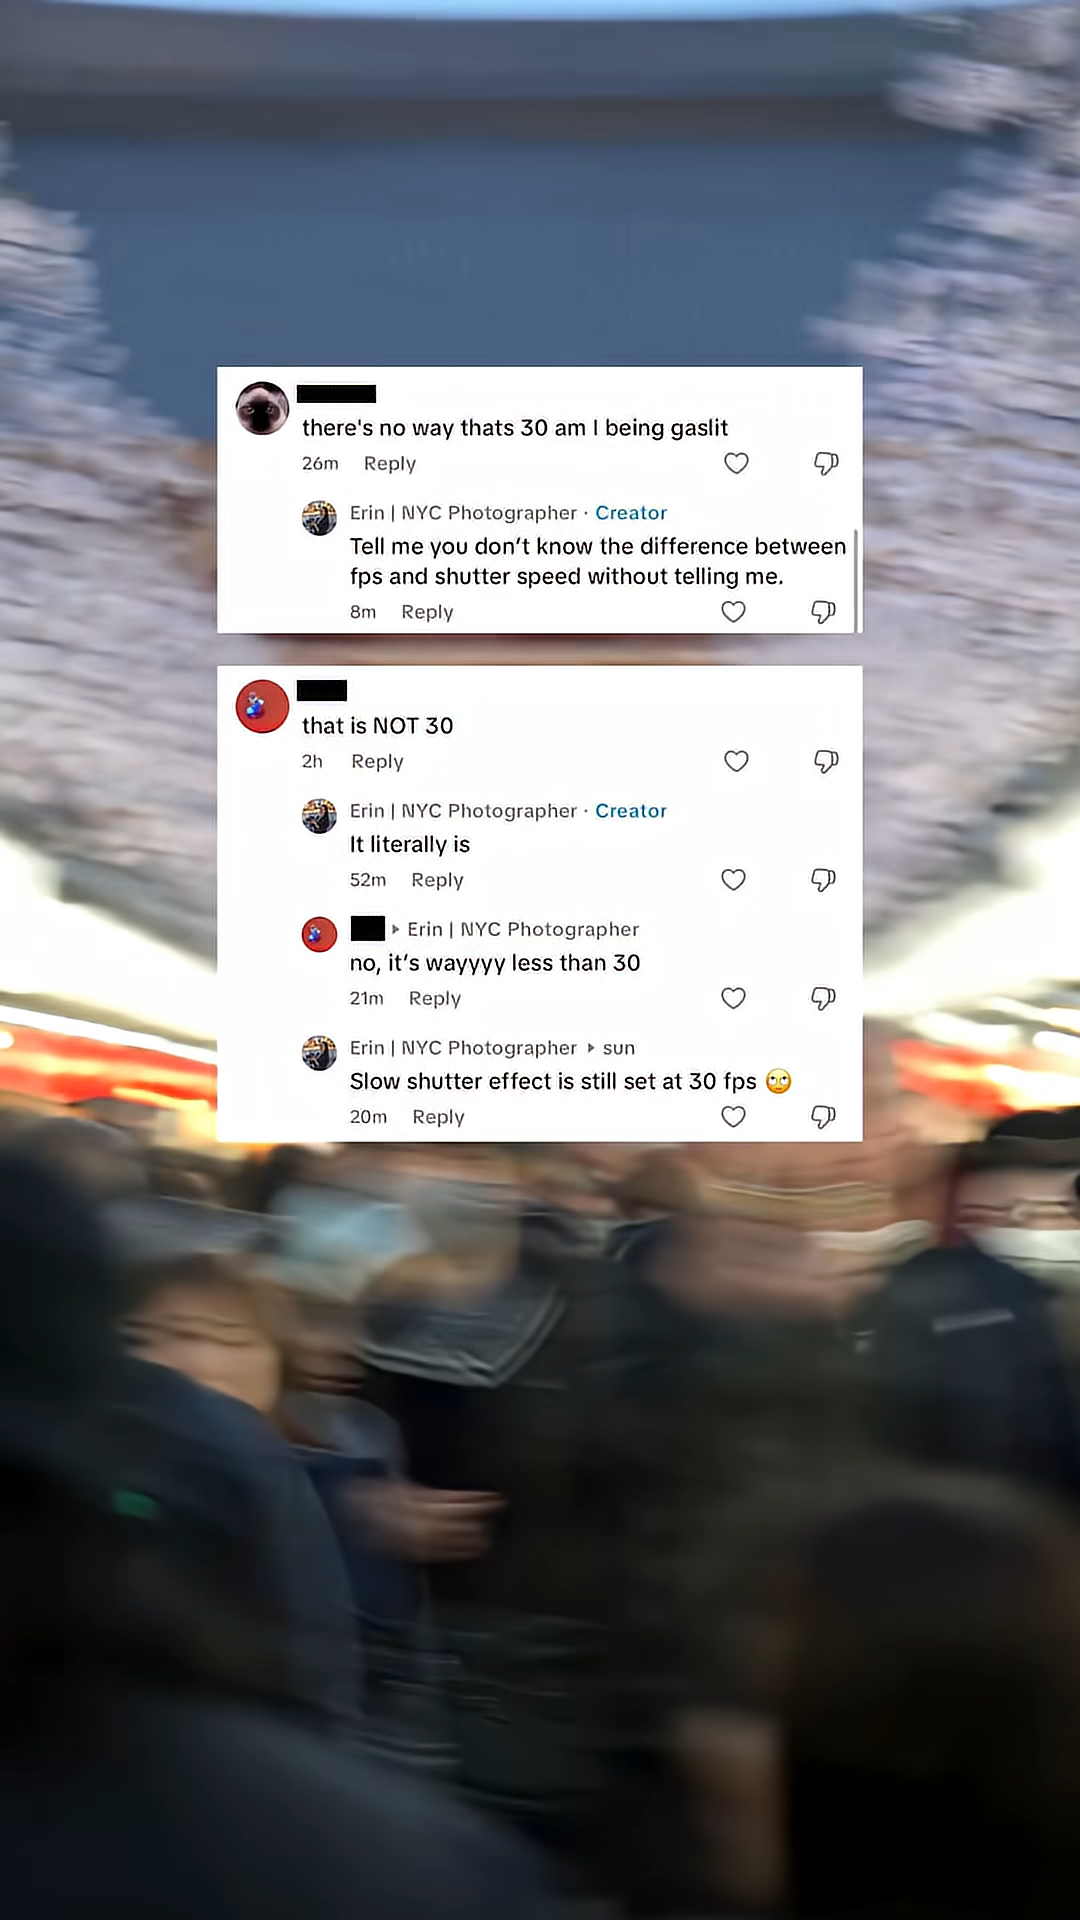 there's no way thats 30 am I being gaslit
26m Reply
Erin | NYC Photographer · Creator
Tell me you don't know the difference between
fps and shutter speed without telling me.
8m Reply
that is NOT 30
2h Reply
Erin | NYC Photographer · Creator
It literally is
52m Reply
Erin | NYC Photographer
no, it's wayyyy less than 30
21m Reply
Erin | NYC Photographer ▸ sun
Slow shutter effect is still set at 30 fps 🙄
20m Reply